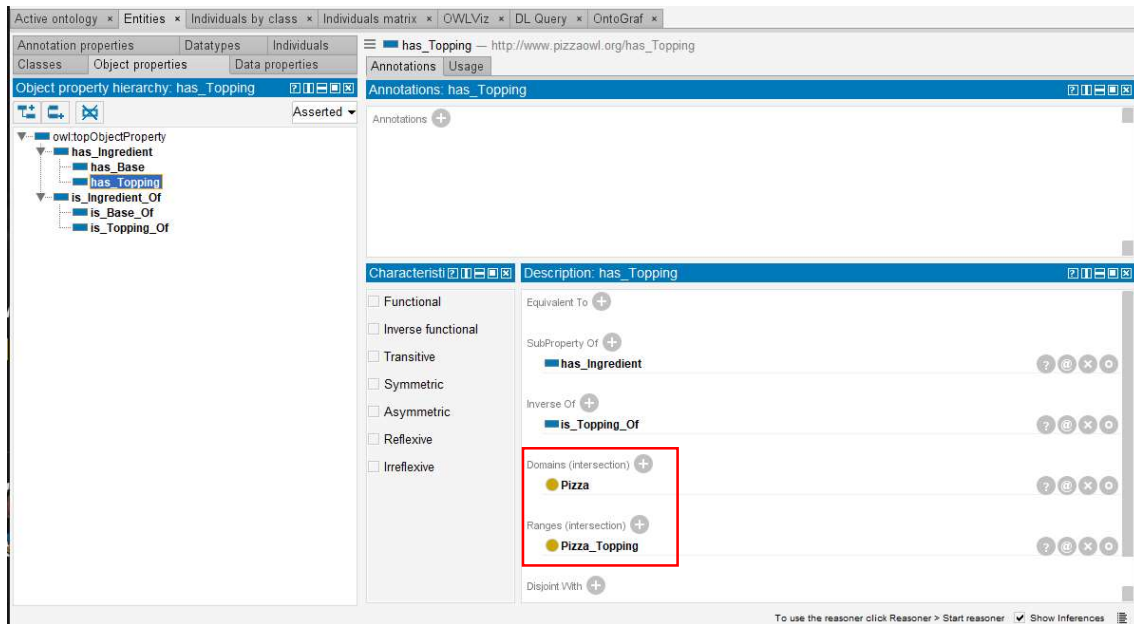 Active ontology × Entities × Individuals by class × Individuals matrix × OWLViz × DL Query × OntoGraf ×
Annotation properties Datatypes Individuals
Classes Object properties Data properties
Object property hierarchy: has_Topping
Asserted
owl:topObjectProperty
has_Ingredient
has_Base
has_Topping
is_Ingredient_Of
is_Base_Of
is_Topping_Of
has_Topping — http://www.pizzaowl.org/has_Topping
Annotations Usage
Annotations: has_Topping
Annotations
Characteristi
Functional
Inverse functional
Transitive
Symmetric
Asymmetric
Reflexive
Irreflexive
Description: has_Topping
Equivalent To
SubProperty Of
has_Ingredient
Inverse Of
is_Topping_Of
Domains (intersection)
Pizza
Ranges (intersection)
Pizza_Topping
Disjoint With
To use the reasoner click Reasoner > Start reasoner Show Inferences